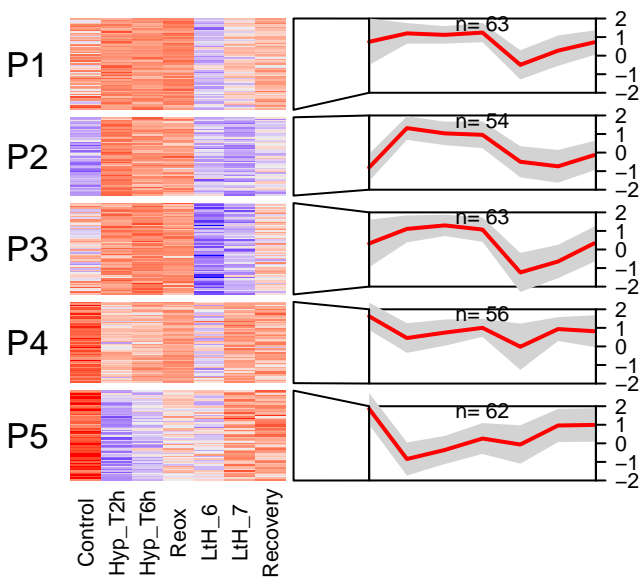 P1
n= 63
2
1
0
−1
−2
P2
n= 54
2
1
0
−1
−2
P3
n= 63
2
1
0
−1
−2
P4
n= 56
2
1
0
−1
−2
P5
n= 62
2
1
0
−1
−2
Control
Hyp_T2h
Hyp_T6h
Reox
LtH_6
LtH_7
Recovery